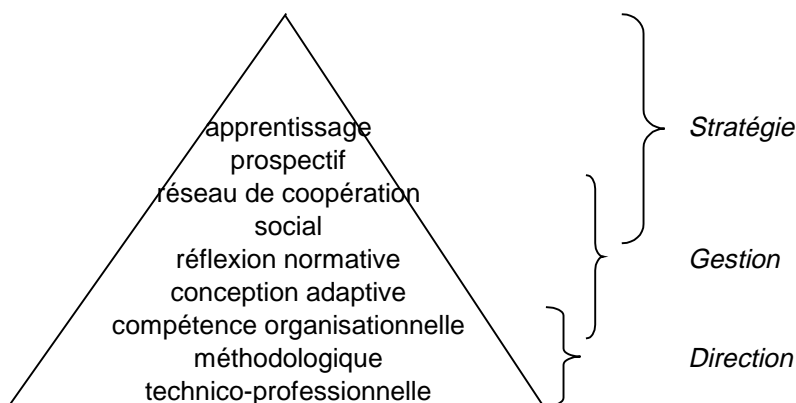 apprentissage
prospectif
réseau de coopération
social
réflexion normative
conception adaptive
compétence organisationnelle
méthodologique
technico-professionnelle
Stratégie
Gestion
Direction